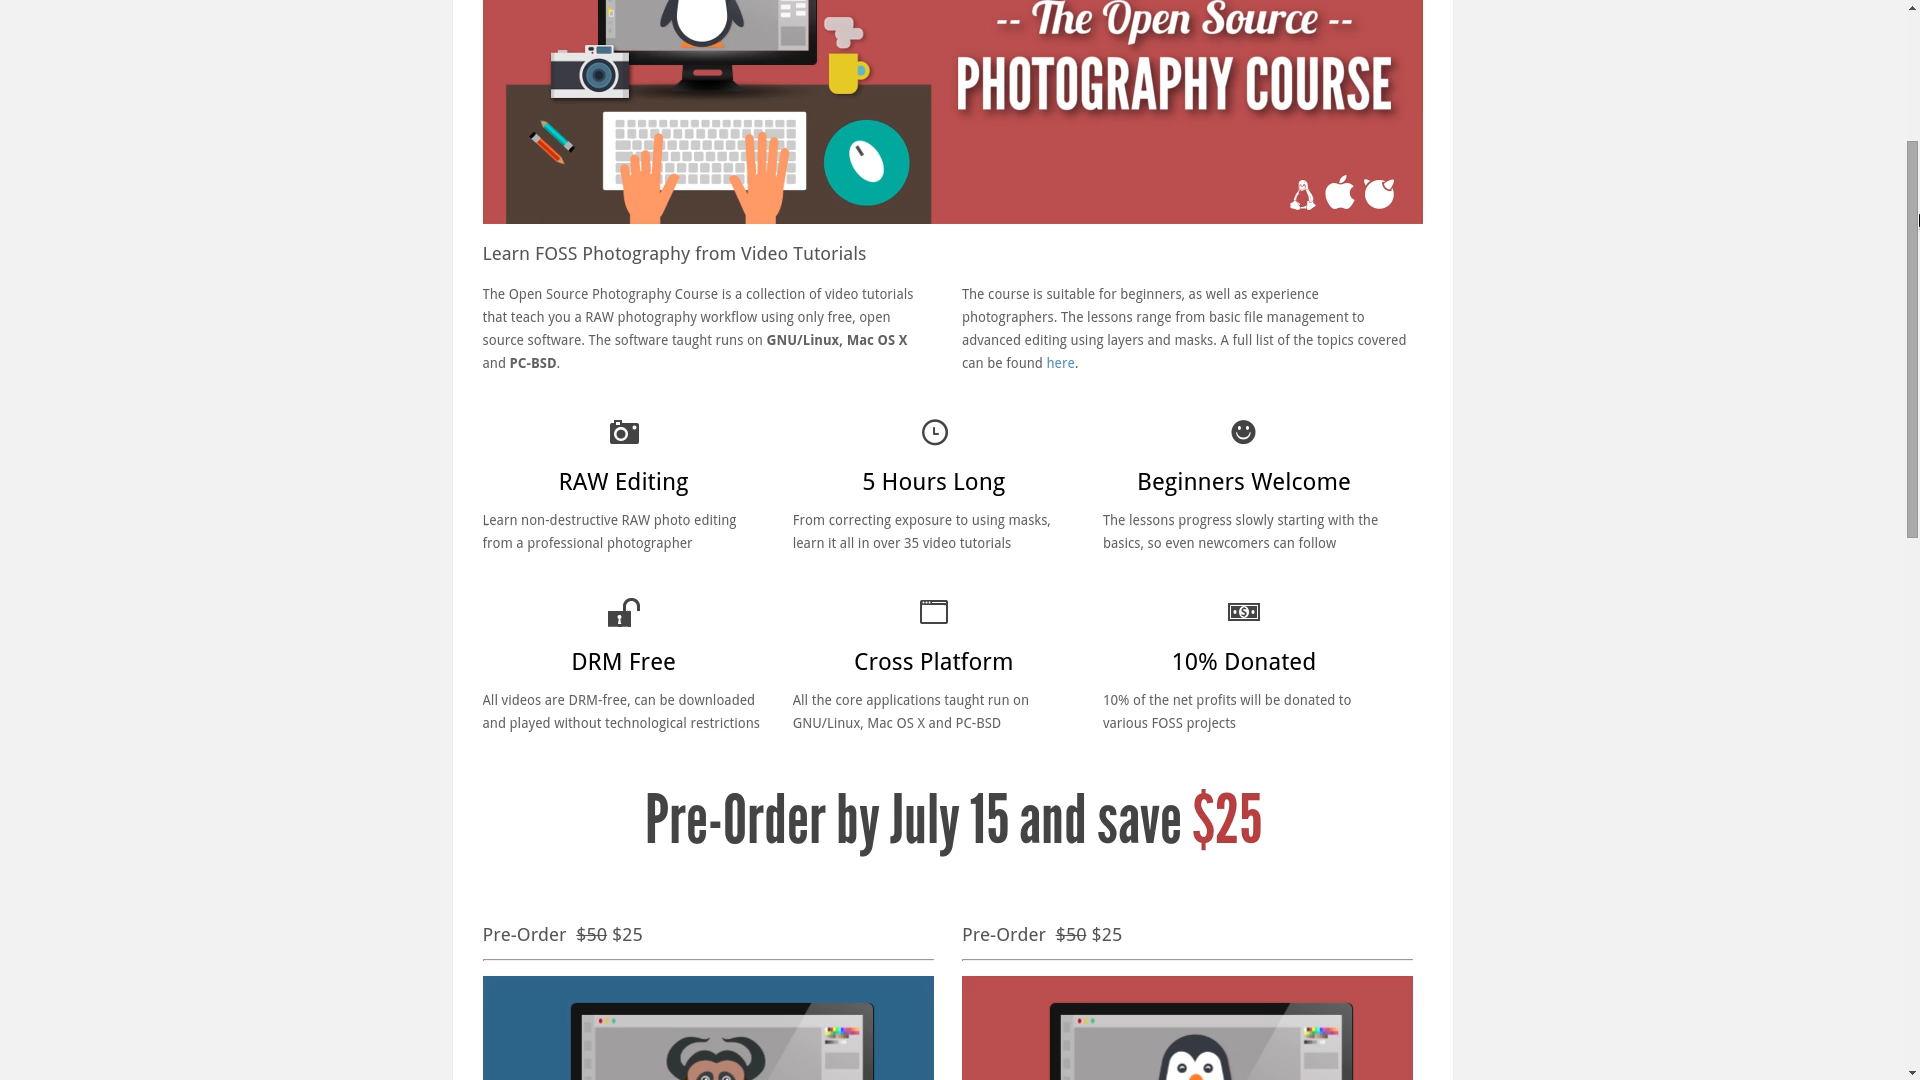 -- The Open Source --
PHOTOGRAPHY COURSE
Learn FOSS Photography from Video Tutorials
The Open Source Photography Course is a collection of video tutorials
that teach you a RAW photography workflow using only free, open
source software. The software taught runs on GNU/Linux, Mac OS X
and PC-BSD.
The course is suitable for beginners, as well as experience
photographers. The lessons range from basic file management to
advanced editing using layers and masks. A full list of the topics covered
can be found here.
RAW Editing
Learn non-destructive RAW photo editing
from a professional photographer
5 Hours Long
From correcting exposure to using masks,
learn it all in over 35 video tutorials
Beginners Welcome
The lessons progress slowly starting with the
basics, so even newcomers can follow
DRM Free
All videos are DRM-free, can be downloaded
and played without technological restrictions
Cross Platform
All the core applications taught run on
GNU/Linux, Mac OS X and PC-BSD
10% Donated
10% of the net profits will be donated to
various FOSS projects
Pre-Order by July 15 and save $25
Pre-Order $50 $25
Pre-Order $50 $25